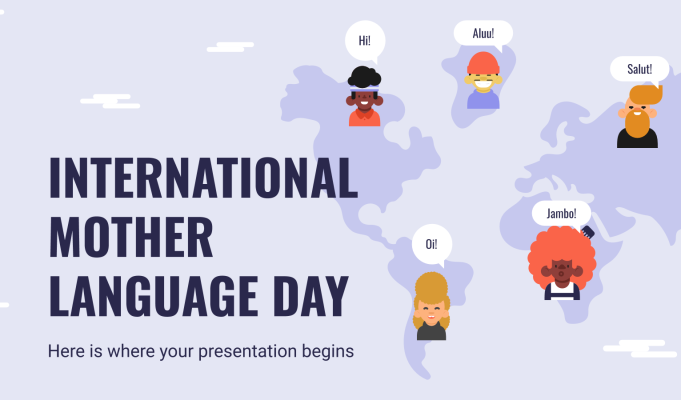 Hi!
Aluu!
Salut!
INTERNATIONAL
MOTHER
LANGUAGE DAY
Jambo!
Oi!
Here is where your presentation begins